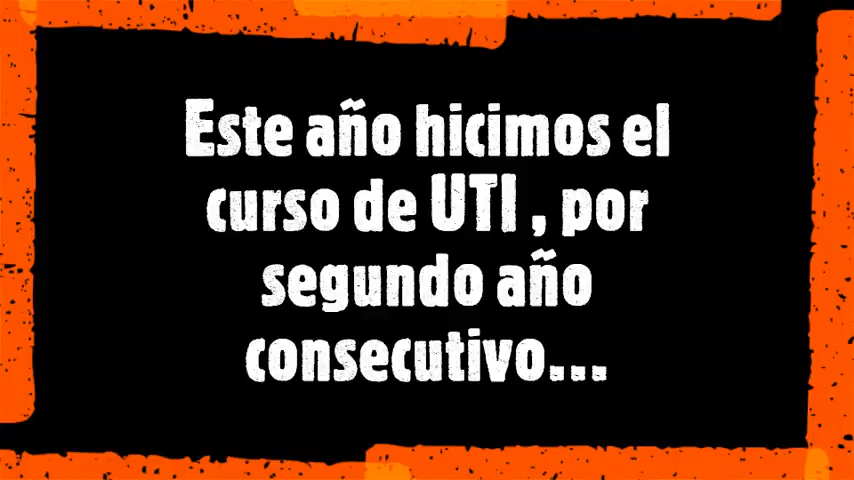 Este año hicimos el
curso de UTI , por
segundo año
consecutivo...